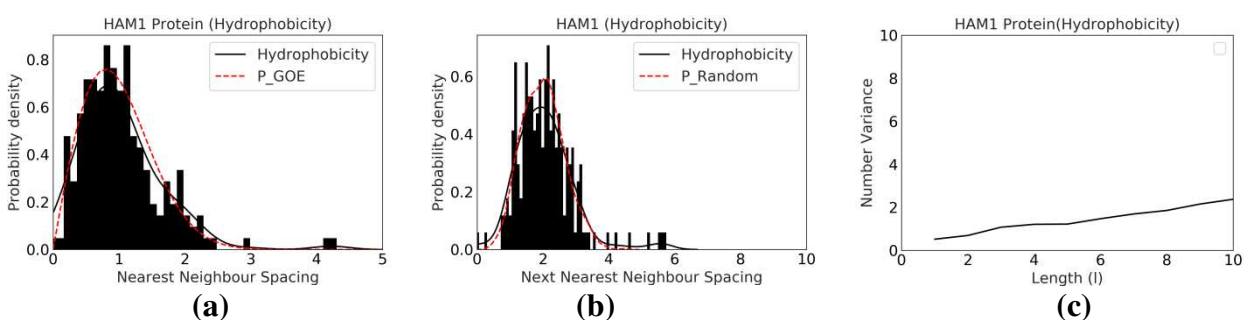 HAM1 Protein (Hydrophobicity)
Probability density
0.8
0.6
0.4
0.2
0.0
Hydrophobicity
P_GOE
0 1 2 3 4 5
Nearest Neighbour Spacing
(a)
HAM1 (Hydrophobicity)
Probability density
0.6
0.4
0.2
0.0
Hydrophobicity
P_Random
0 2 4 6 8 10
Next Nearest Neighbour Spacing
(b)
HAM1 Protein(Hydrophobicity)
Number Variance
10
8
6
4
2
0
0 2 4 6 8 10
Length (l)
(c)